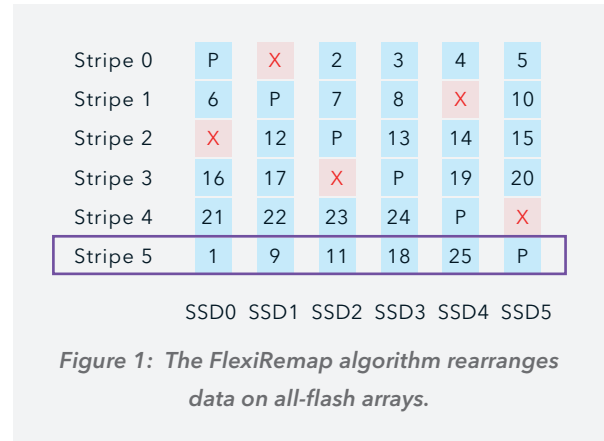 Stripe 0 P X 2 3 4 5
Stripe 1 6 P 7 8 X 10
Stripe 2 X 12 P 13 14 15
Stripe 3 16 17 X P 19 20
Stripe 4 21 22 23 24 P X
Stripe 5 1 9 11 18 25 P
SSD0 SSD1 SSD2 SSD3 SSD4 SSD5
Figure 1: The FlexiRemap algorithm rearranges
data on all-flash arrays.